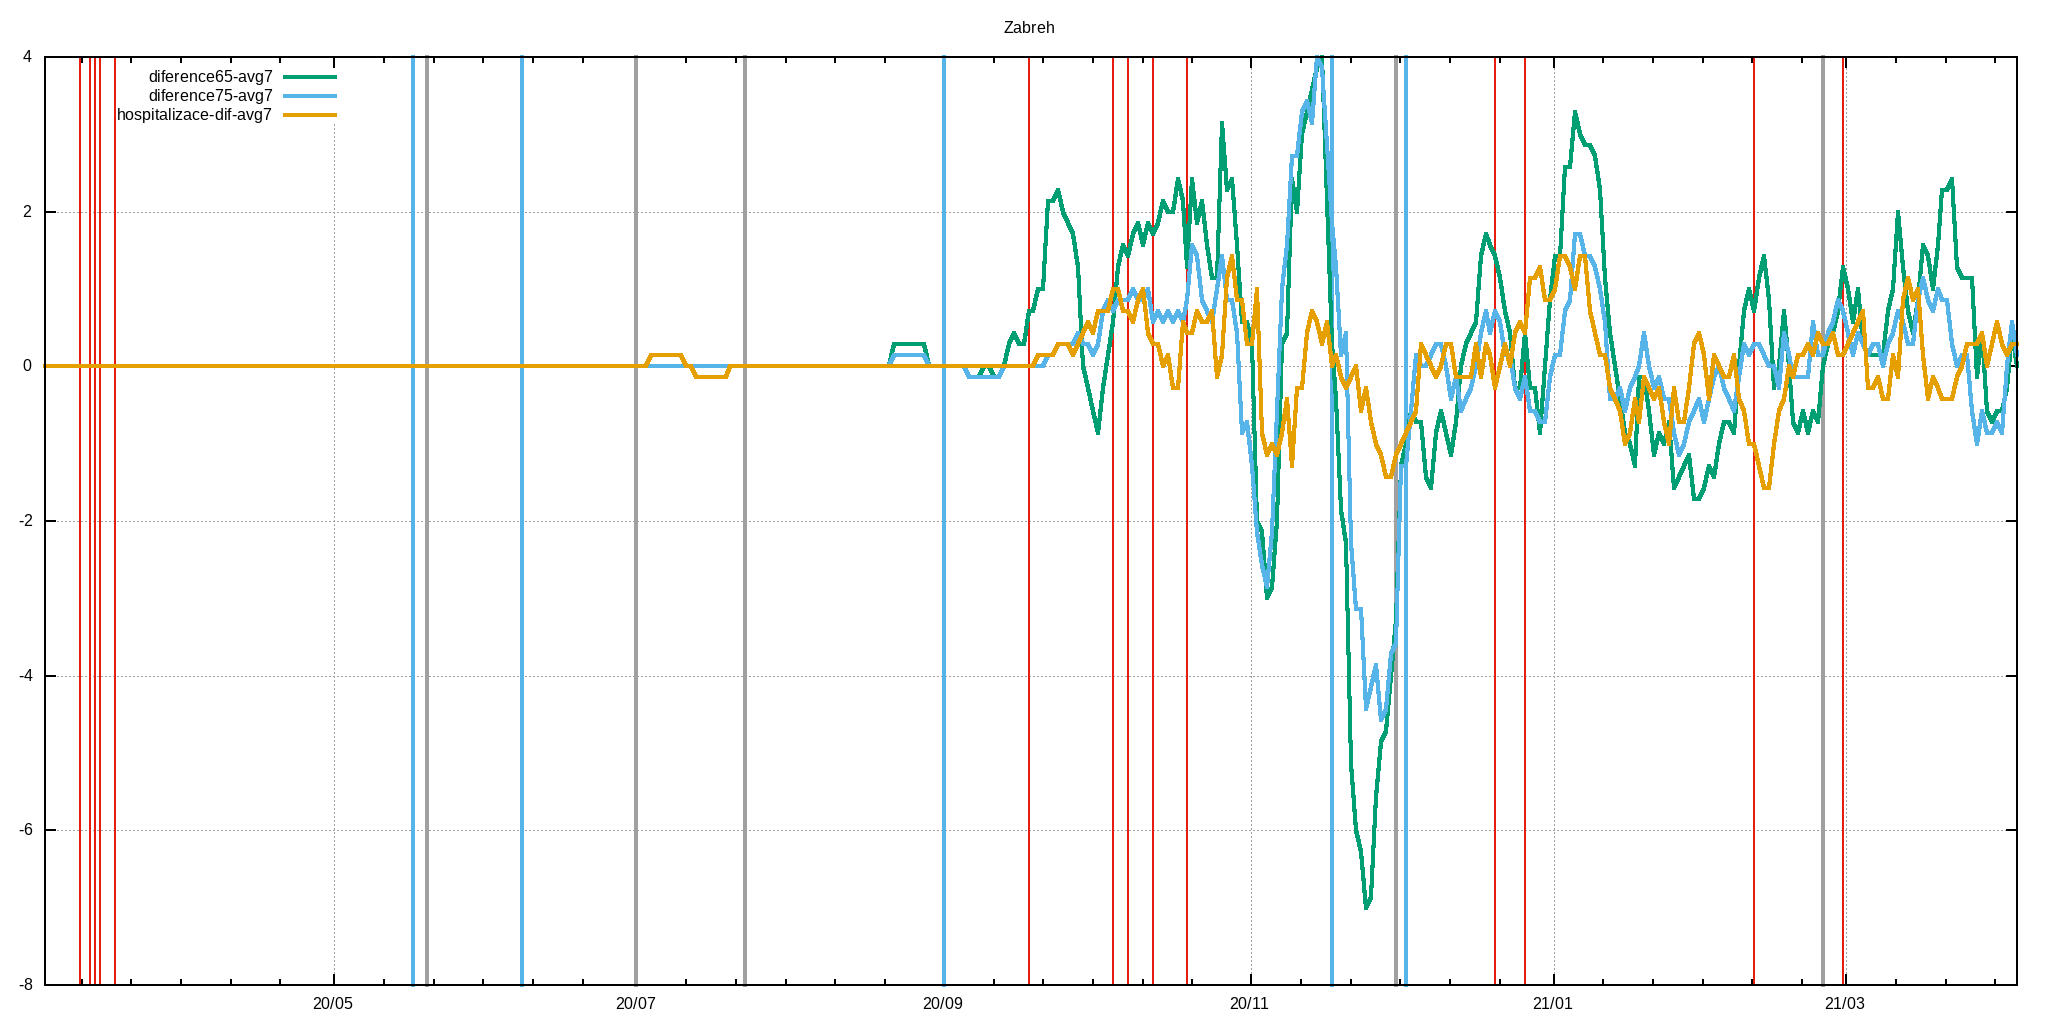 Zabreh
4
diference65-avg7
diference75-avg7
hospitalizace-dif-avg7
2
0
-2
-4
-6
-8
20/05 20/07 20/09 20/11 21/01 21/03